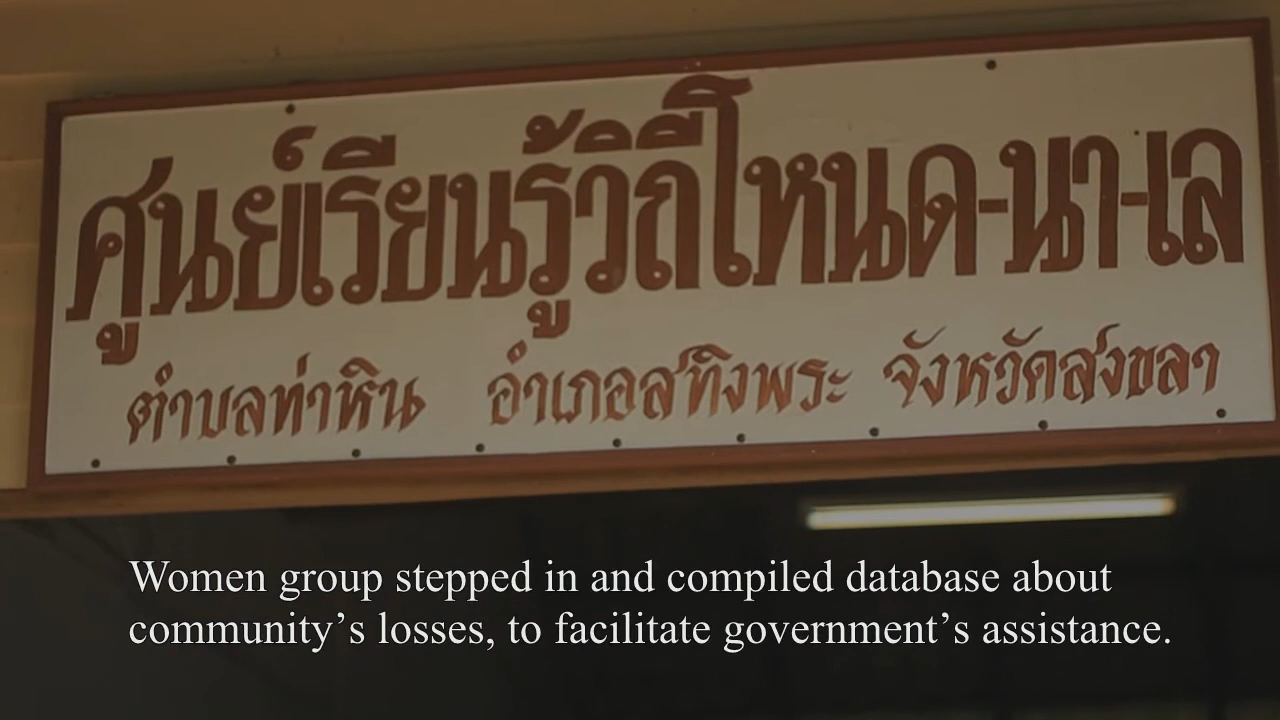 ศูนย์เรียนรู้วิถีโหนด-นา-เล
ตำบลท่าหิน อำเภอสทิงพระ จังหวัดสงขลา
Women group stepped in and compiled database about
community’s losses, to facilitate government’s assistance.